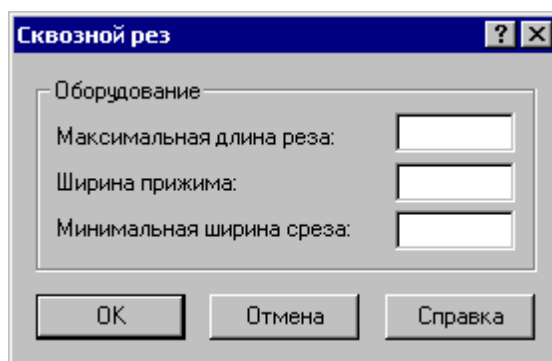 Сквозной рез
Оборудование
Максимальная длина реза:
Ширина прижима:
Минимальная ширина среза:
OK Отмена Справка